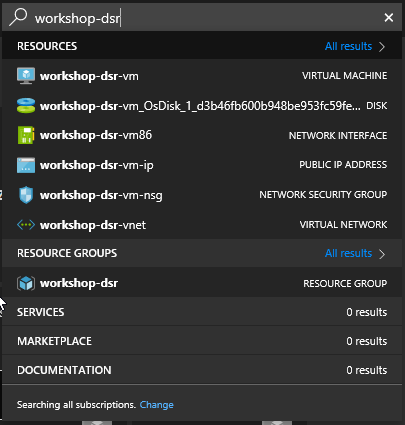 workshop-dsr
RESOURCES All results
workshop-dsr-vm VIRTUAL MACHINE
workshop-dsr-vm_OsDisk_1_d3b46fb600b948be953fc59fe... DISK
workshop-dsr-vm86 NETWORK INTERFACE
workshop-dsr-vm-ip PUBLIC IP ADDRESS
workshop-dsr-vm-nsg NETWORK SECURITY GROUP
workshop-dsr-vnet VIRTUAL NETWORK
RESOURCE GROUPS All results
workshop-dsr RESOURCE GROUP
SERVICES 0 results
MARKETPLACE 0 results
DOCUMENTATION 0 results
Searching all subscriptions. Change